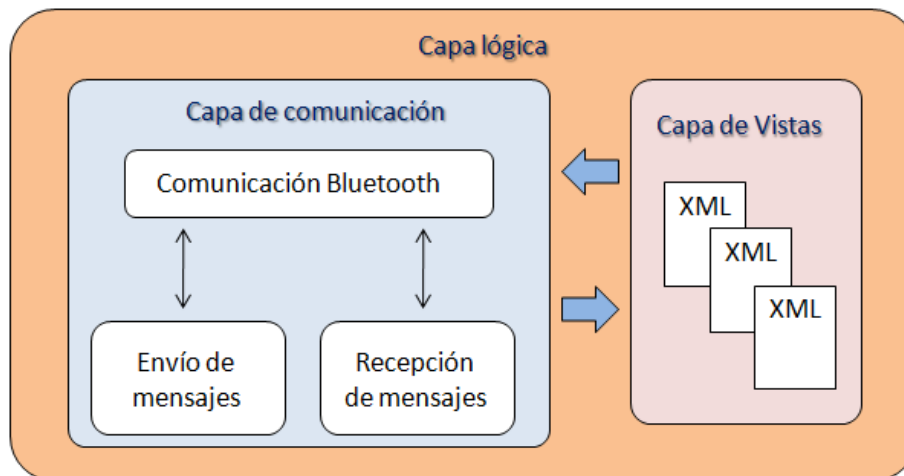 Capa lógica
Capa de comunicación
Comunicación Bluetooth
Envío de
mensajes
Recepción
de mensajes
Capa de Vistas
XML
XML
XML